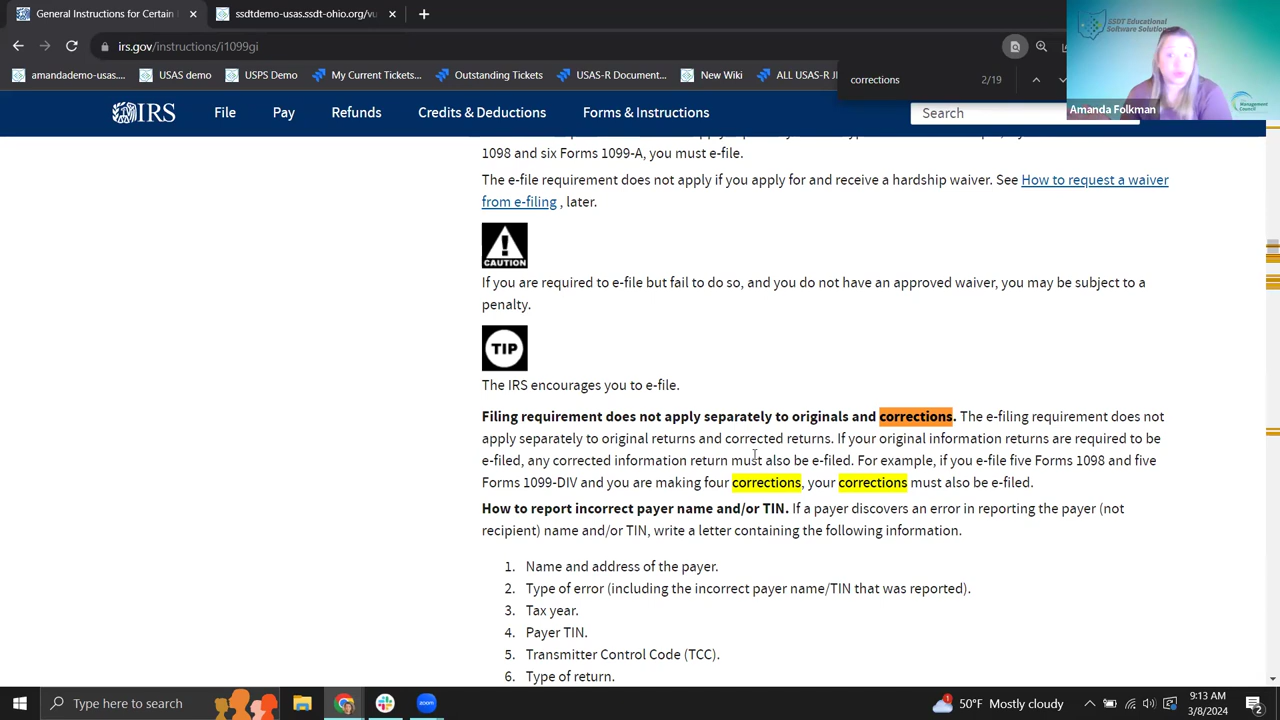 General Instructions for Certain
ssdtdemo-usas.ssdt-ohio.org/vu
irs.gov/instructions/i1099gi
amandademo-usas...
USAS demo
USPS Demo
My Current Tickets...
Outstanding Tickets
USAS-R Document...
New Wiki
ALL USAS-R
corrections
2/19
SSDT Educational
Software Solutions
Amanda Folkman
Management
Council
IRS
File
Pay
Refunds
Credits & Deductions
Forms & Instructions
Search
1098 and six Forms 1099-A, you must e-file.
The e-file requirement does not apply if you apply for and receive a hardship waiver. See How to request a waiver
from e-filing , later.
CAUTION
If you are required to e-file but fail to do so, and you do not have an approved waiver, you may be subject to a
penalty.
TIP
The IRS encourages you to e-file.
Filing requirement does not apply separately to originals and corrections. The e-filing requirement does not
apply separately to original returns and corrected returns. If your original information returns are required to be
e-filed, any corrected information return must also be e-filed. For example, if you e-file five Forms 1098 and five
Forms 1099-DIV and you are making four corrections, your corrections must also be e-filed.
How to report incorrect payer name and/or TIN. If a payer discovers an error in reporting the payer (not
recipient) name and/or TIN, write a letter containing the following information.
1. Name and address of the payer.
2. Type of error (including the incorrect payer name/TIN that was reported).
3. Tax year.
4. Payer TIN.
5. Transmitter Control Code (TCC).
6. Type of return.
Type here to search
zoom
1
50°F Mostly cloudy
9:13 AM
3/8/2024
2